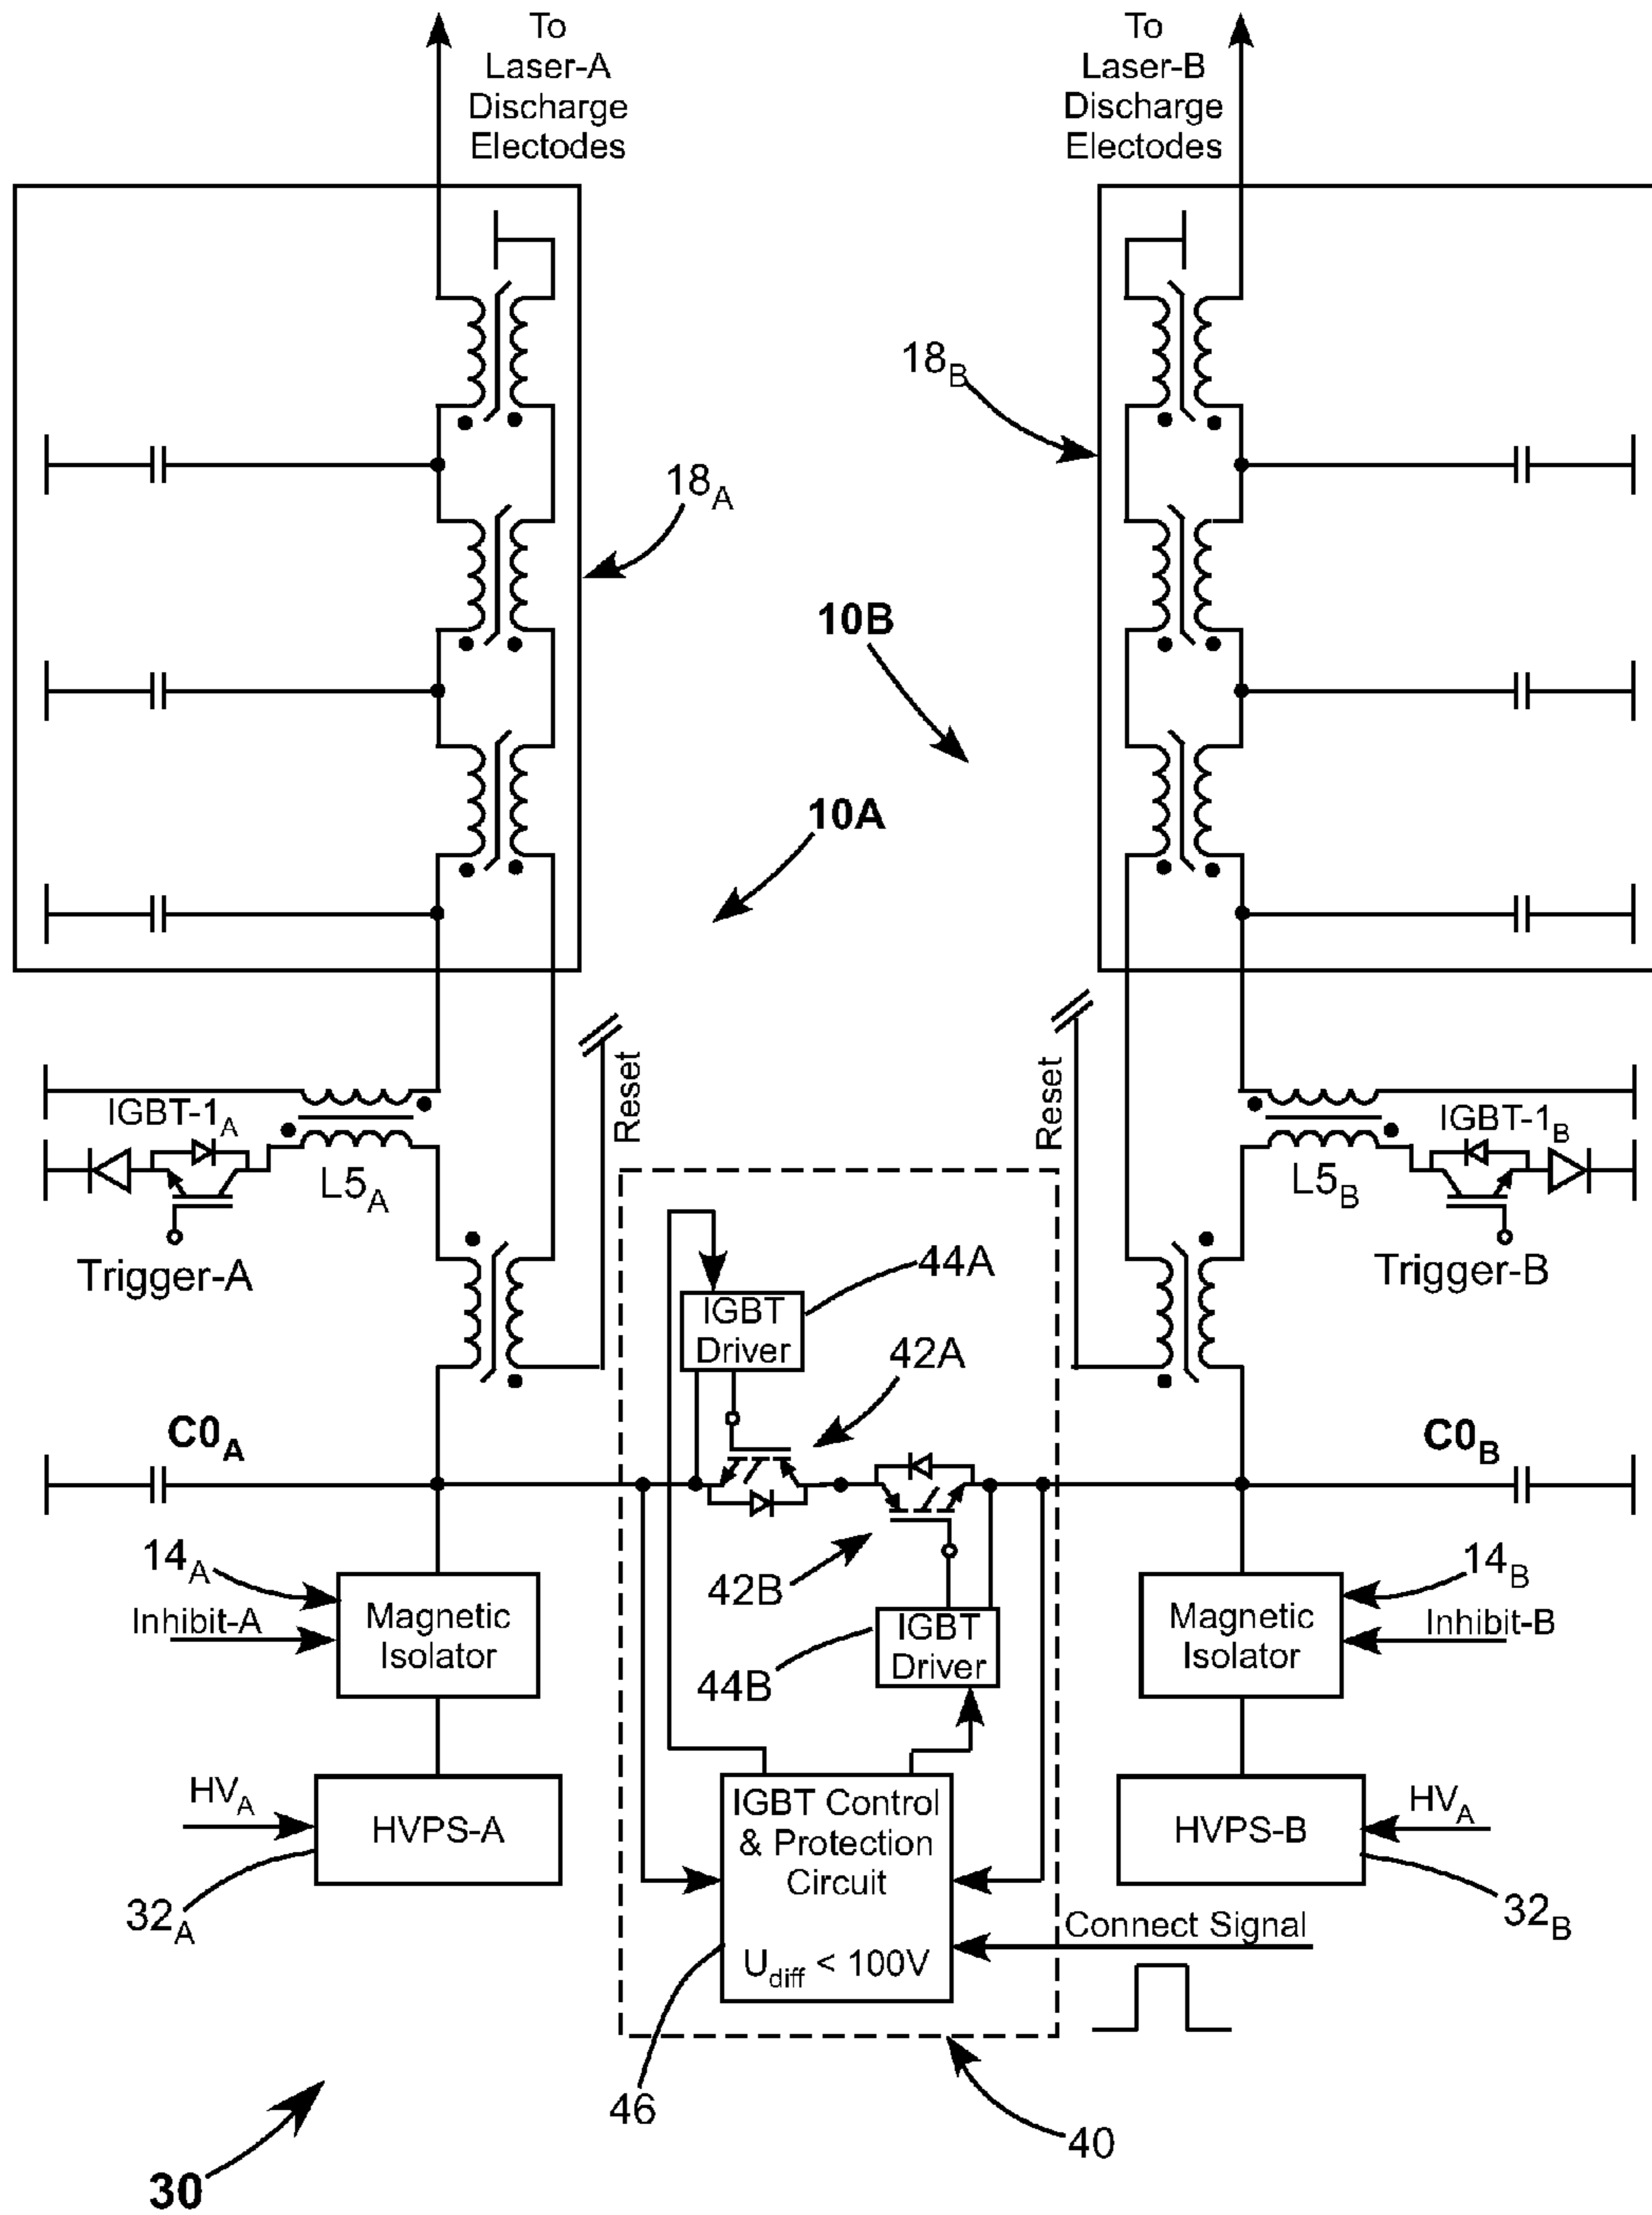 To
Laser-A
Discharge
Electodes
To
Laser-B
Discharge
Electodes
18B
18A
10B
10A
Reset
Reset
IGBT-1A
L5A
Trigger-A
IGBT-1B
L5B
Trigger-B
44A
IGBT
Driver
42A
C0A
C0B
14A
Inhibit-A
Magnetic
Isolator
42B
44B
IGBT
Driver
14B
Inhibit-B
Magnetic
Isolator
HVA
HVPS-A
32A
IGBT Control
& Protection
Circuit
Udiff < 100V
HVA
HVPS-B
32B
Connect Signal
46
40
30